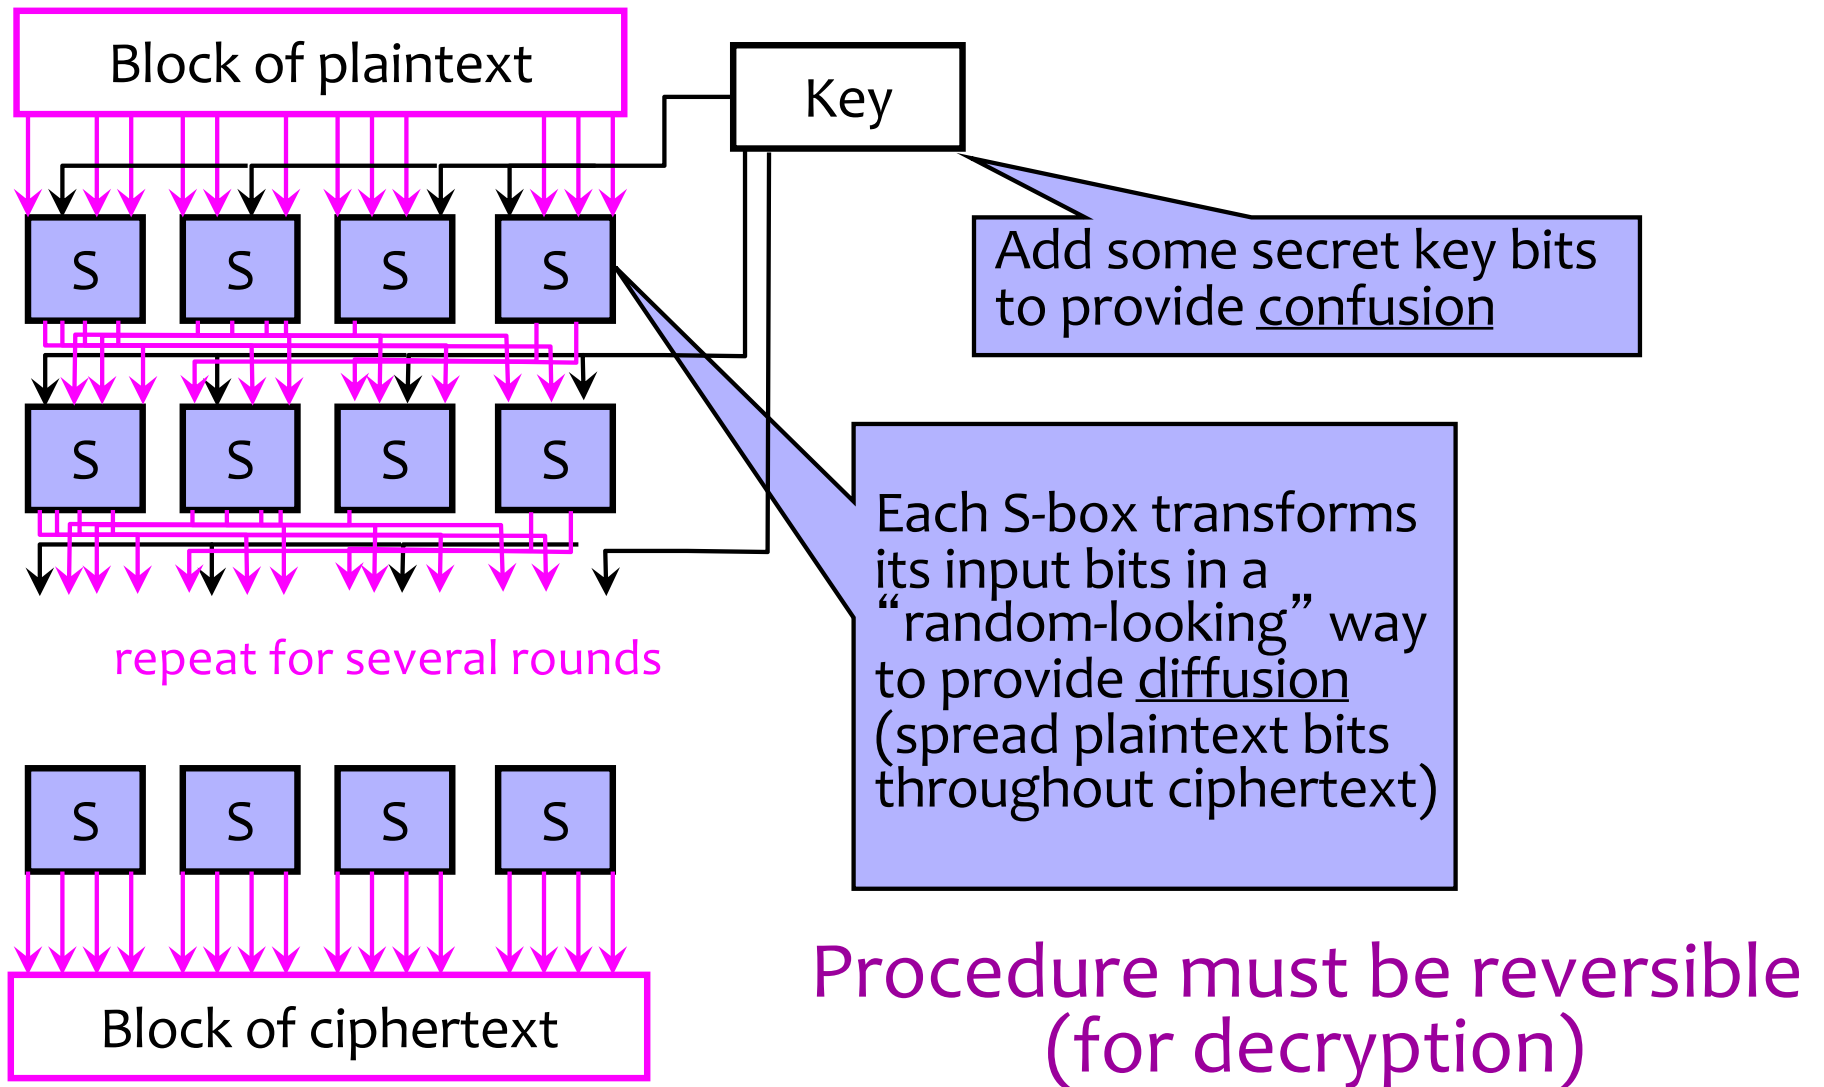 Block of plaintext
Key
S S S S
Add some secret key bits
to provide confusion
S S S S
Each S-box transforms
its input bits in a
“random-looking” way
to provide diffusion
(spread plaintext bits
throughout ciphertext)
repeat for several rounds
S S S S
Block of ciphertext
Procedure must be reversible
(for decryption)